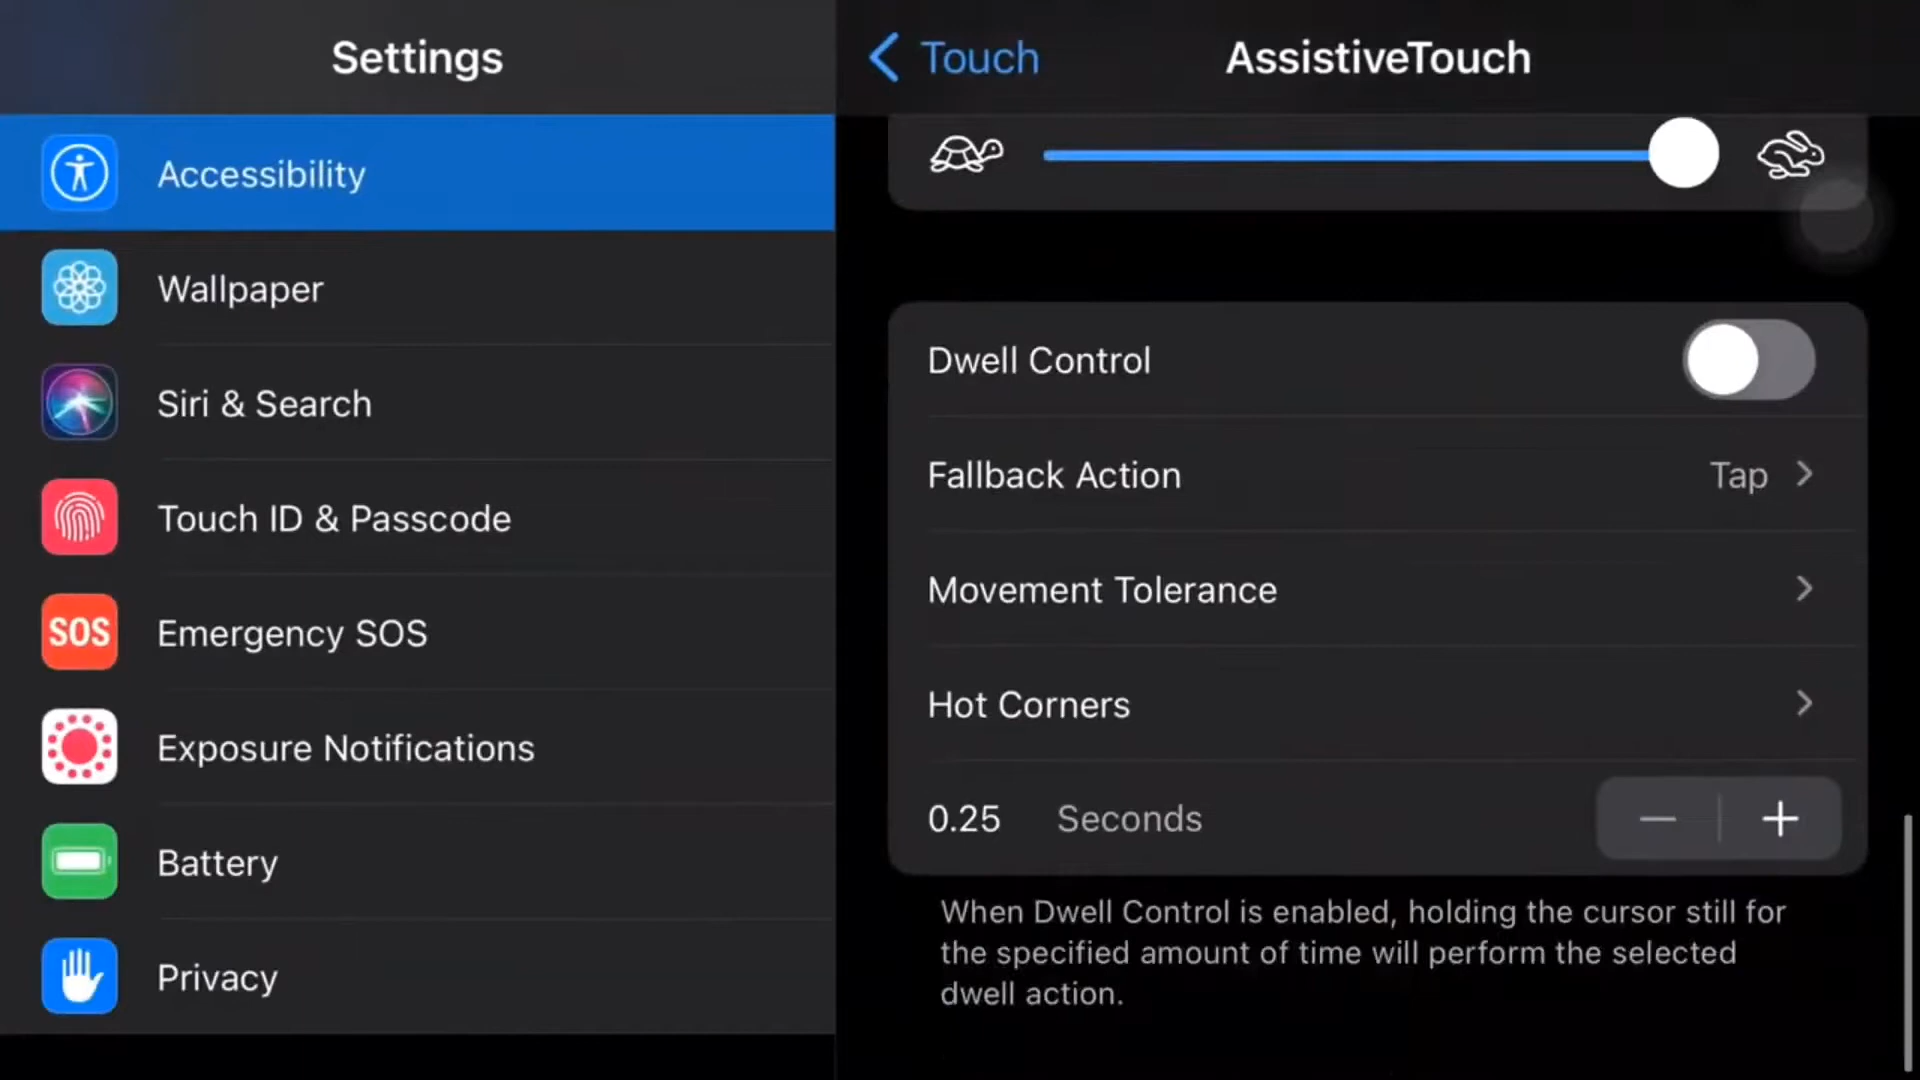 Settings
Accessibility
Wallpaper
Siri & Search
Touch ID & Passcode
SOS Emergency SOS
Exposure Notifications
Battery
Privacy
Touch
AssistiveTouch
Dwell Control
Fallback Action Tap
Movement Tolerance
Hot Corners
0.25 Seconds
When Dwell Control is enabled, holding the cursor still for
the specified amount of time will perform the selected
dwell action.